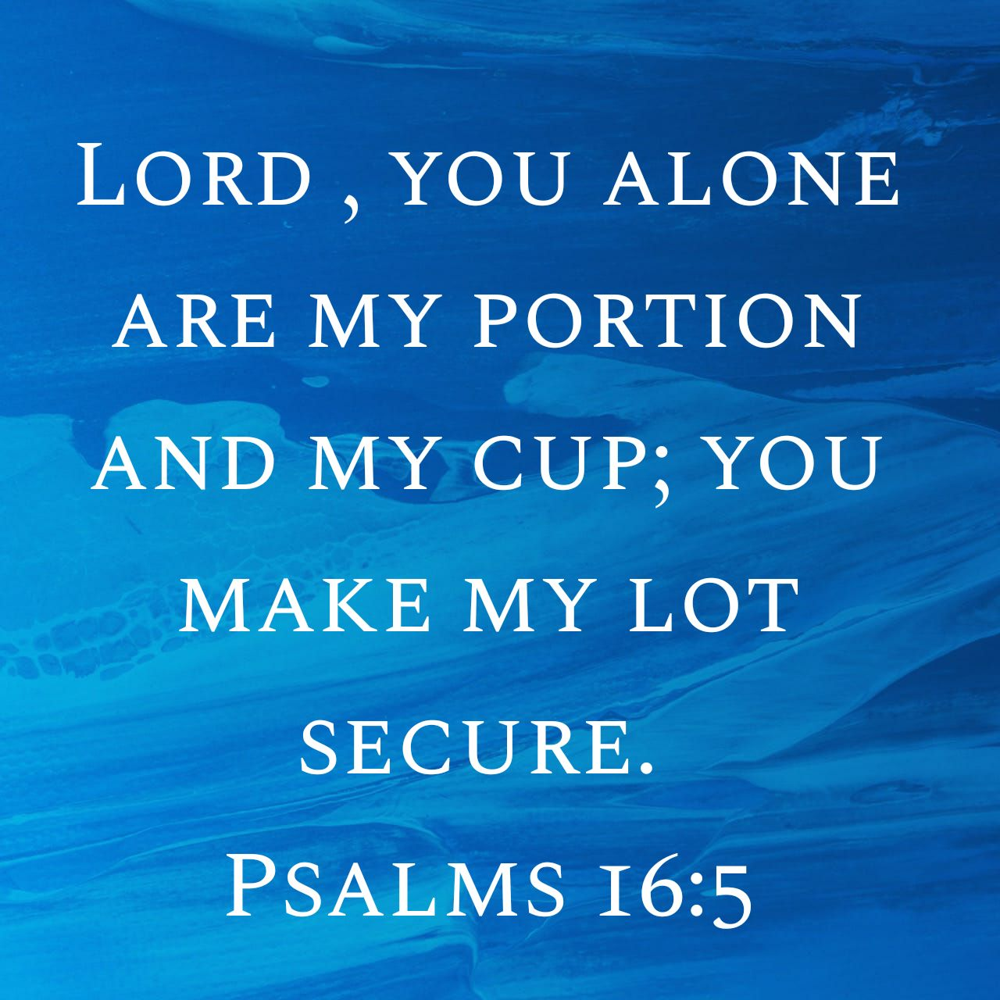 Lord , you alone
are my portion
and my cup; you
make my lot
secure.
Psalms 16:5